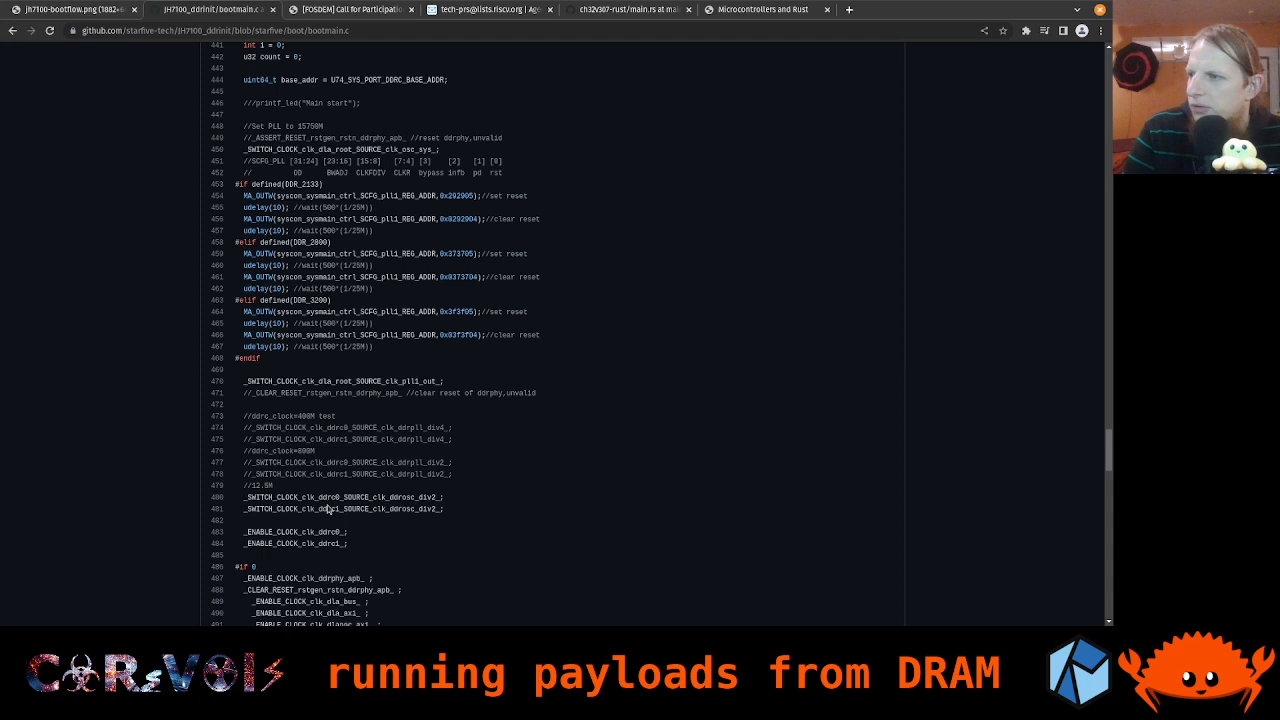 jh7100-bootflow.png (1882×
JH7100_ddrinit/bootmain.c
[FOSDEM] Call for Participatio
tech-prs@lists.riscv.org | Age
ch32v307-rust/main.rs at mai
Microcontrollers and Rust
github.com/starfive-tech/JH7100_ddrinit/blob/starfive/boot/bootmain.c
441 int i = 0;
442 u32 count = 0;
443
444 uint64_t base_addr = U74_SYS_PORT_DDRC_BASE_ADDR;
445
446 ///printf_led("Main start");
447
448 //Set PLL to 15750M
449 //_ASSERT_RESET_rstgen_rstn_ddrphy_apb_ //reset ddrphy,unvalid
450 _SWITCH_CLOCK_clk_dla_root_SOURCE_clk_osc_sys_;
451 //SCFG_PLL [31:24] [23:16] [15:8] [7:4] [3] [2] [1] [0]
452 // OD BWADJ CLKFDIV CLKR bypass infb pd rst
453 #if defined(DDR_2133)
454 MA_OUTW(syscon_sysmain_ctrl_SCFG_pll1_REG_ADDR,0x292905);//set reset
455 udelay(10); //wait(500*(1/25M))
456 MA_OUTW(syscon_sysmain_ctrl_SCFG_pll1_REG_ADDR,0x0292904);//clear reset
457 udelay(10); //wait(500*(1/25M))
458 #elif defined(DDR_2800)
459 MA_OUTW(syscon_sysmain_ctrl_SCFG_pll1_REG_ADDR,0x373705);//set reset
460 udelay(10); //wait(500*(1/25M))
461 MA_OUTW(syscon_sysmain_ctrl_SCFG_pll1_REG_ADDR,0x0373704);//clear reset
462 udelay(10); //wait(500*(1/25M))
463 #elif defined(DDR_3200)
464 MA_OUTW(syscon_sysmain_ctrl_SCFG_pll1_REG_ADDR,0x3f3f05);//set reset
465 udelay(10); //wait(500*(1/25M))
466 MA_OUTW(syscon_sysmain_ctrl_SCFG_pll1_REG_ADDR,0x03f3f04);//clear reset
467 udelay(10); //wait(500*(1/25M))
468 #endif
469
470 _SWITCH_CLOCK_clk_dla_root_SOURCE_clk_pll1_out_;
471 //_CLEAR_RESET_rstgen_rstn_ddrphy_apb_ //clear reset of ddrphy,unvalid
472
473 //ddrc_clock=400M test
474 //_SWITCH_CLOCK_clk_ddrc0_SOURCE_clk_ddrpll_div4_;
475 //_SWITCH_CLOCK_clk_ddrc1_SOURCE_clk_ddrpll_div4_;
476 //ddrc_clock=800M
477 //_SWITCH_CLOCK_clk_ddrc0_SOURCE_clk_ddrpll_div2_;
478 //_SWITCH_CLOCK_clk_ddrc1_SOURCE_clk_ddrpll_div2_;
479 //12.5M
480 _SWITCH_CLOCK_clk_ddrc0_SOURCE_clk_ddrosc_div2_;
481 _SWITCH_CLOCK_clk_ddrc1_SOURCE_clk_ddrosc_div2_;
482
483 _ENABLE_CLOCK_clk_ddrc0_;
484 _ENABLE_CLOCK_clk_ddrc1_;
485
486 #if 0
487 _ENABLE_CLOCK_clk_ddrphy_apb_ ;
488 _CLEAR_RESET_rstgen_rstn_ddrphy_apb_ ;
489 _ENABLE_CLOCK_clk_dla_bus_ ;
490 _ENABLE_CLOCK_clk_dla_axi_ ;
491 _ENABLE_CLOCK_clk_dlanoc_axi_ ;
running payloads from DRAM